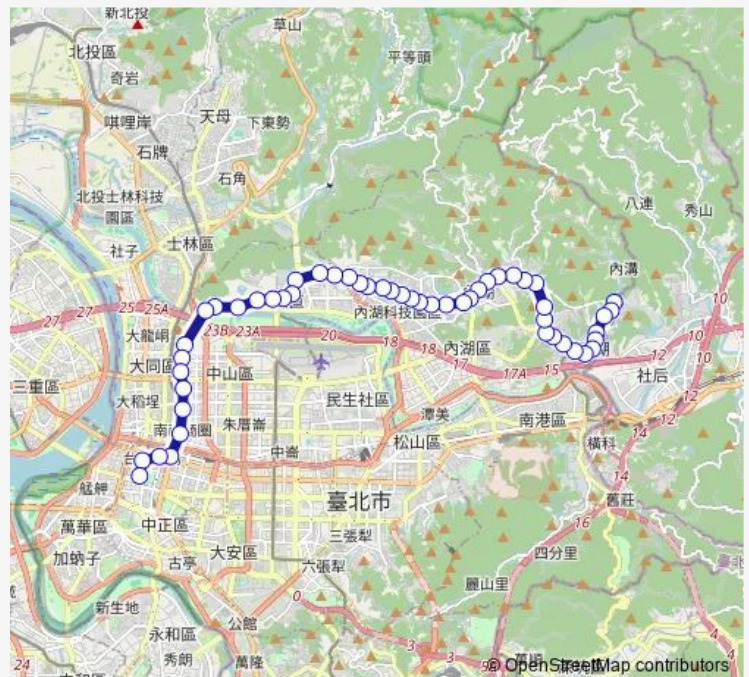 新北投
草山
北投區
平等頭
奇岩
唭哩岸
天母
下東勢
石牌
石角
八連
北投士林科技
園區
秀山
社子
士林區
內溝
10
27
27
25
25A
內湖科技園區
大龍峒
23B
23A
20
18
12
10
大同區
中山區
內湖區
18
17A
15
社后
三重區
大稻埕
民生社區
12
朱厝崙
潭美
南港區
12
中崙
松山區
橫科
14
艋舺
14
舊莊
臺北市
萬華區
中正區
16
三張犁
加蚋子
大安區
四分里
古亭
六張犁
麗山里
0
新生地
公館
永和區
4
3
3
24
秀朗
萬隆
4
© OpenStreetMap contributors